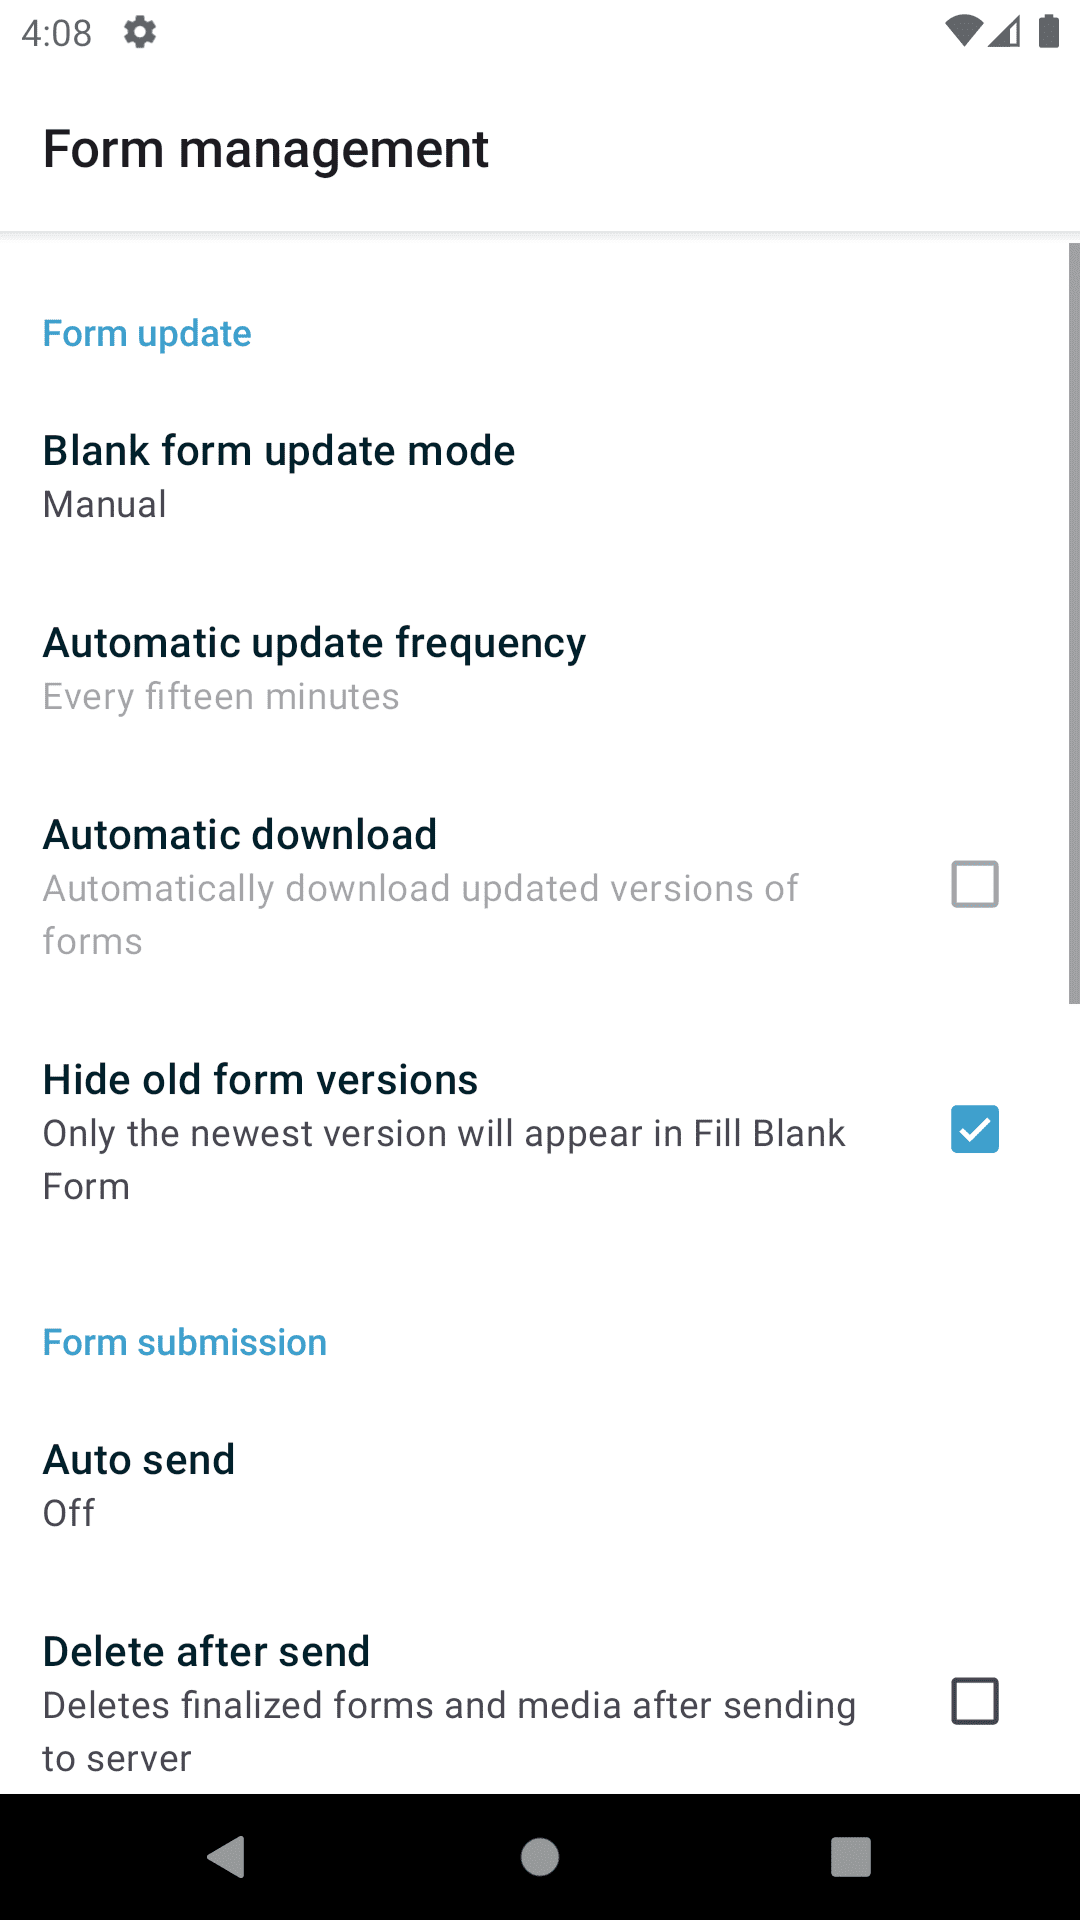 4:08
Form management
Form update
Blank form update mode
Manual
Automatic update frequency
Every fifteen minutes
Automatic download
Automatically download updated versions of
forms
Hide old form versions
Only the newest version will appear in Fill Blank
Form
Form submission
Auto send
Off
Delete after send
Deletes finalized forms and media after sending
to server